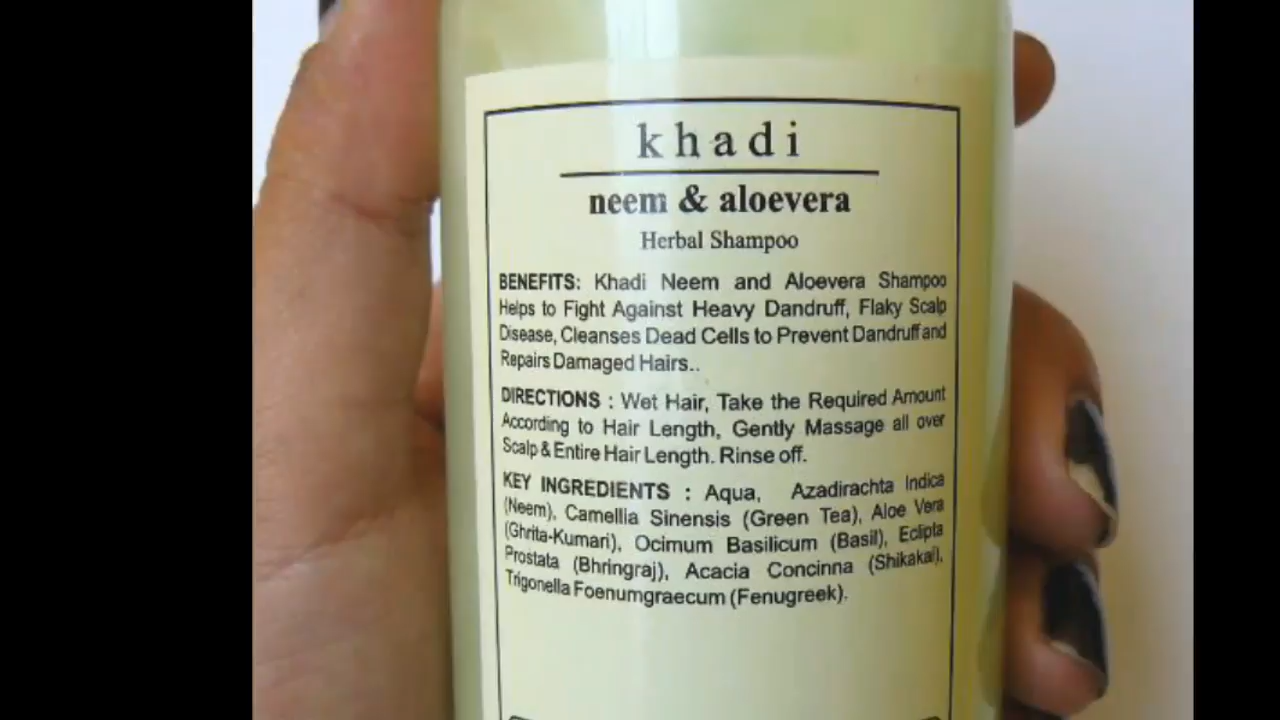 khadi
neem & aloevera
Herbal Shampoo
BENEFITS: Khadi Neem and Aloevera Shampoo
Helps to Fight Against Heavy Dandruff, Flaky Scalp
Disease, Cleanses Dead Cells to Prevent Dandruff and
Repairs Damaged Hairs..
DIRECTIONS : Wet Hair, Take the Required Amount
According to Hair Length, Gently Massage all over
Scalp & Entire Hair Length. Rinse off.
KEY INGREDIENTS : Aqua, Azadirachta Indica
(Neem), Camellia Sinensis (Green Tea), Aloe Vera
(Ghrita-Kumari), Ocimum Basilicum (Basil), Eclipta
Prostata (Bhringraj), Acacia Concinna (Shikakai),
Trigonella Foenumgraecum (Fenugreek).